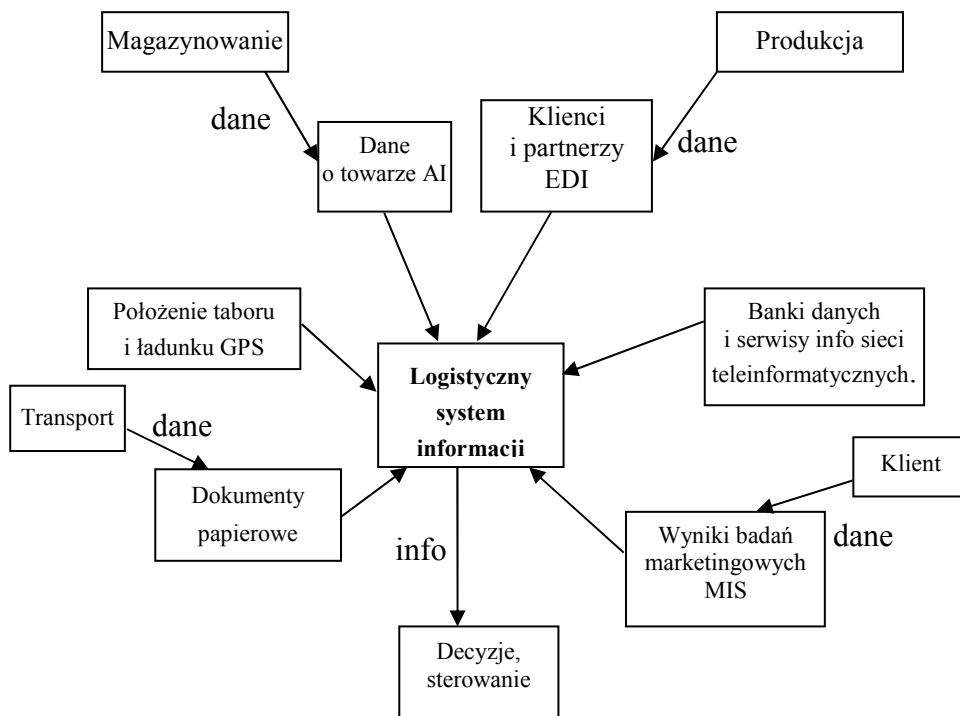 Magazynowanie
Produkcja
dane
Dane
o towarze AI
Klienci
i partnerzy
EDI
dane
Położenie taboru
i ładunku GPS
Banki danych
i serwisy info sieci
teleinformatycznych.
Logistyczny
system
informacji
Transport
dane
Dokumenty
papierowe
Klient
Wyniki badań
marketingowych
MIS
dane
info
Decyzje,
sterowanie